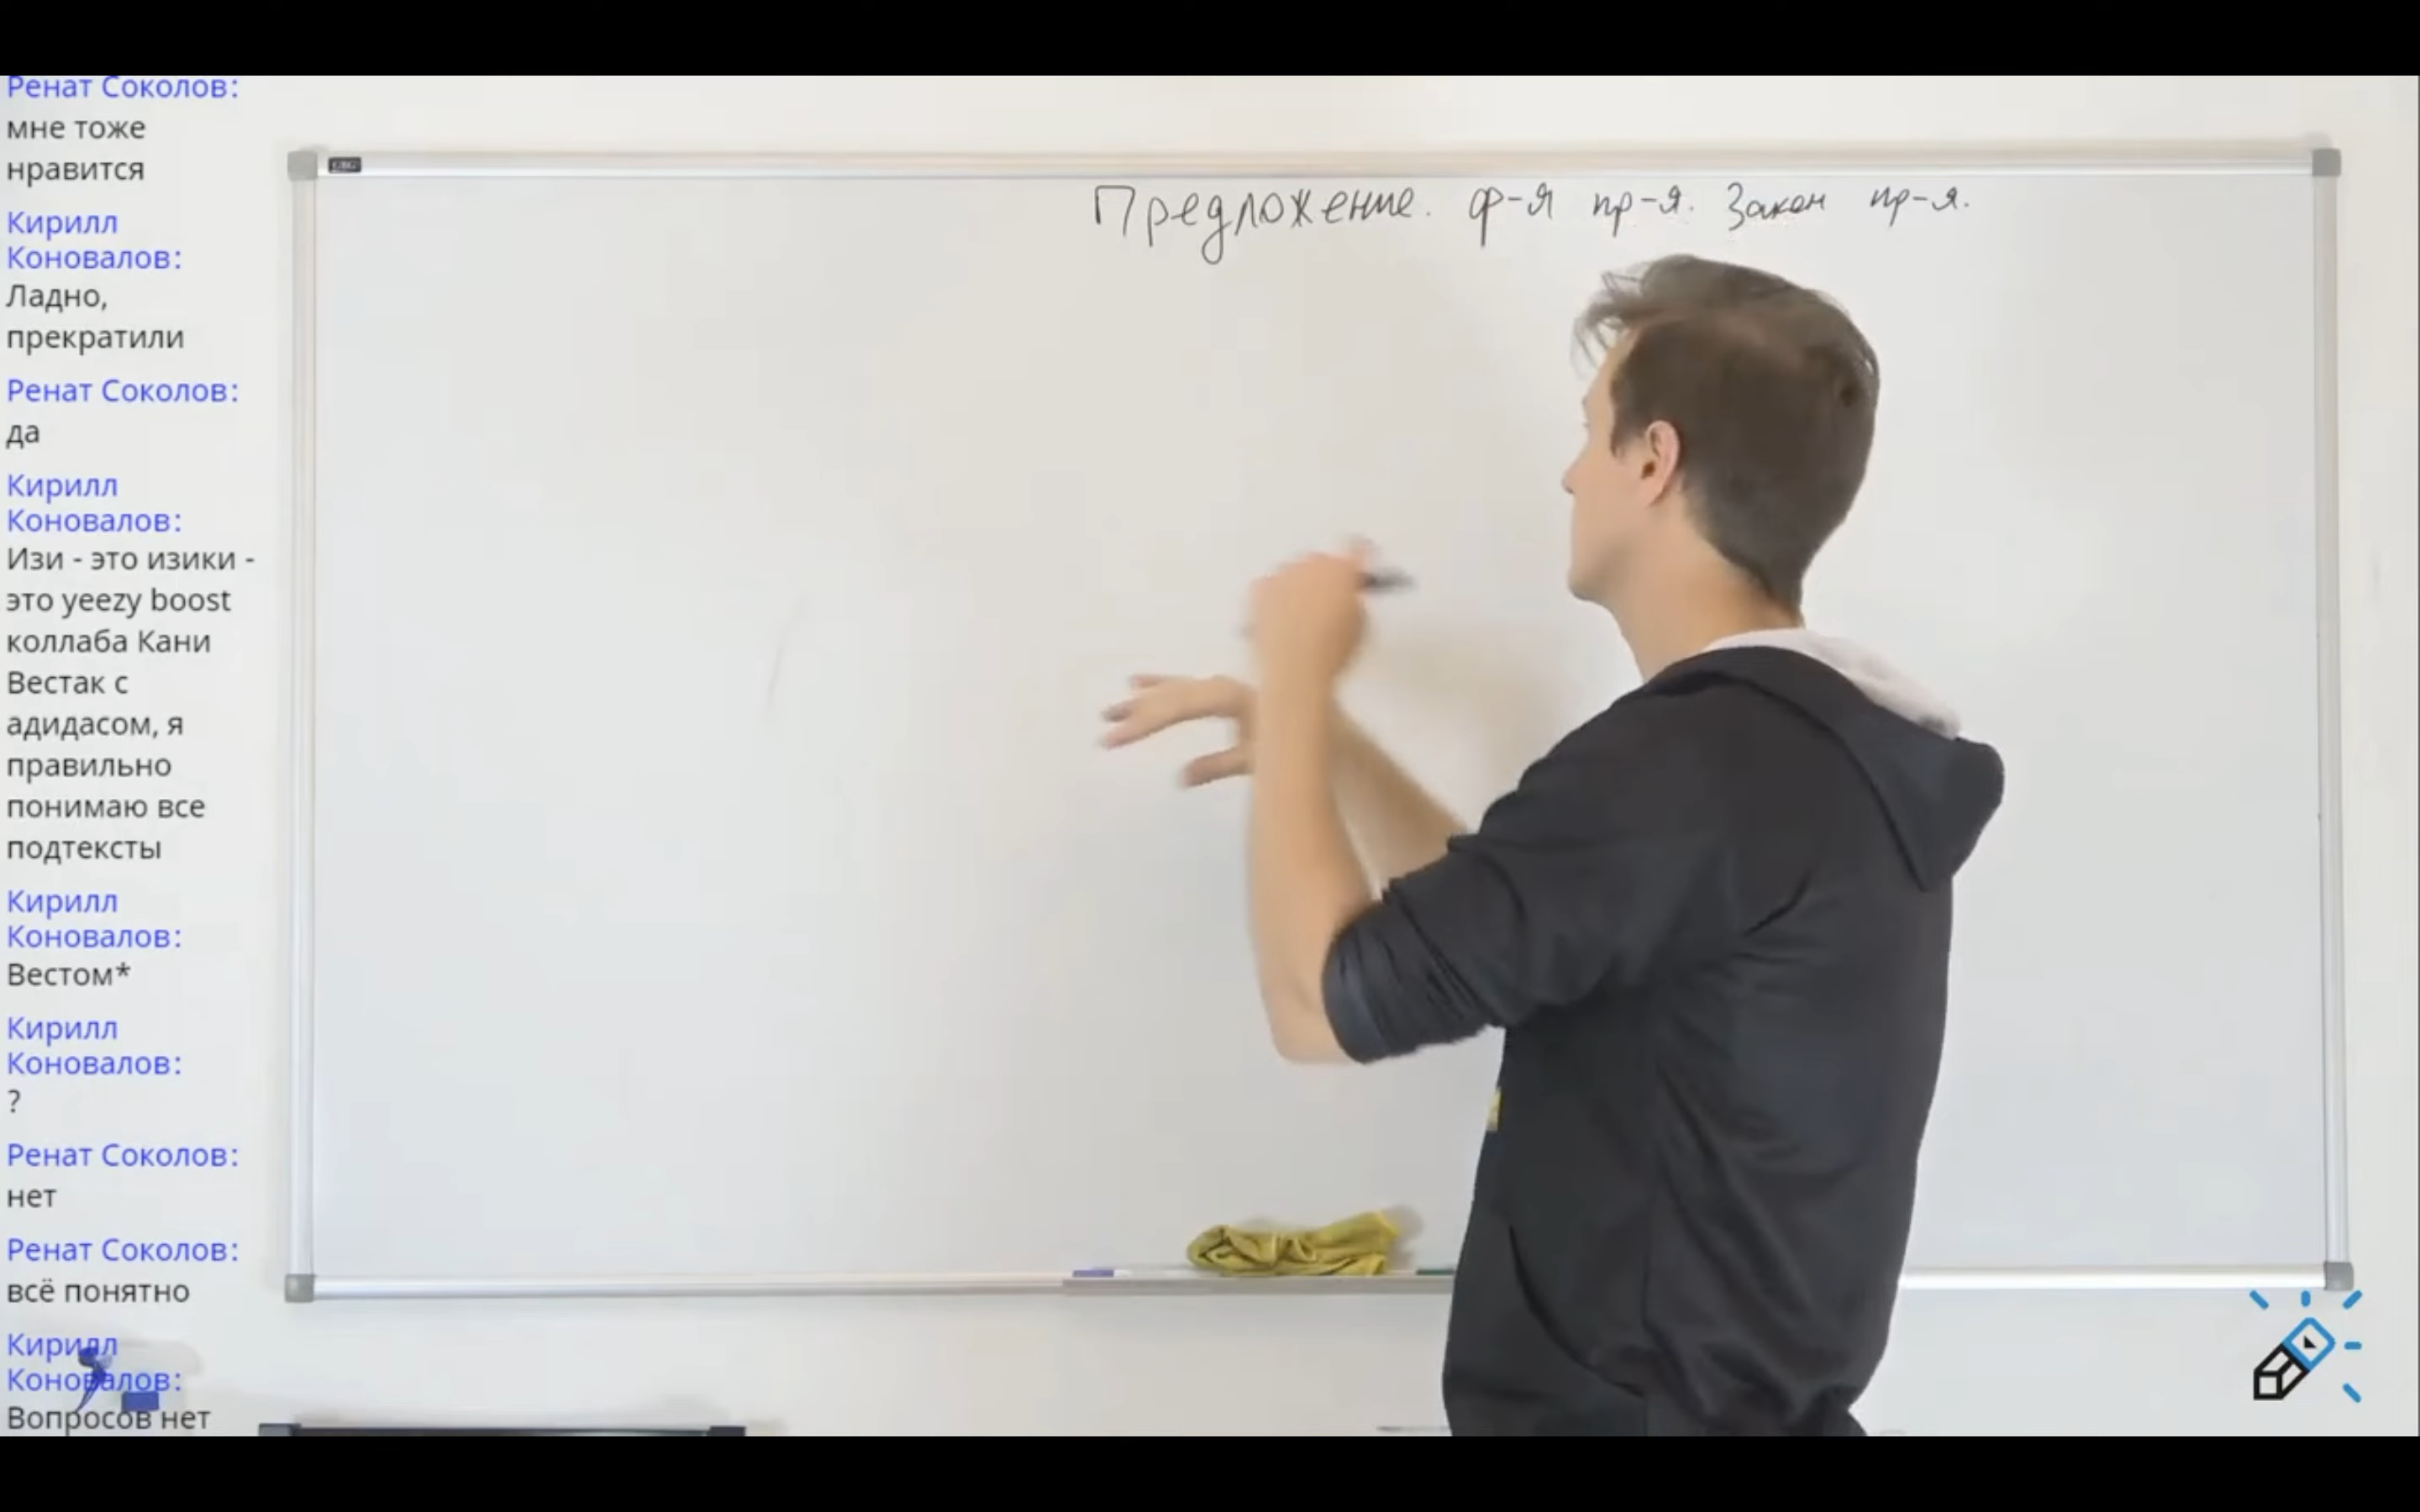 Ренат Соколов:
мне тоже
нравится
Кирилл
Коновалов:
Ладно,
прекратили
Ренат Соколов:
да
Кирилл
Коновалов:
Изи - это изики -
это yeezy boost
коллаба Кани
Вестак с
адидасом, я
правильно
понимаю все
подтексты
Кирилл
Коновалов:
Вестом*
Кирилл
Коновалов:
?
Ренат Соколов:
нет
Ренат Соколов:
всё понятно
Кирилл
Коновалов:
Вопросов нет
Предложение. ф-я пр-я. Закон пр-я.